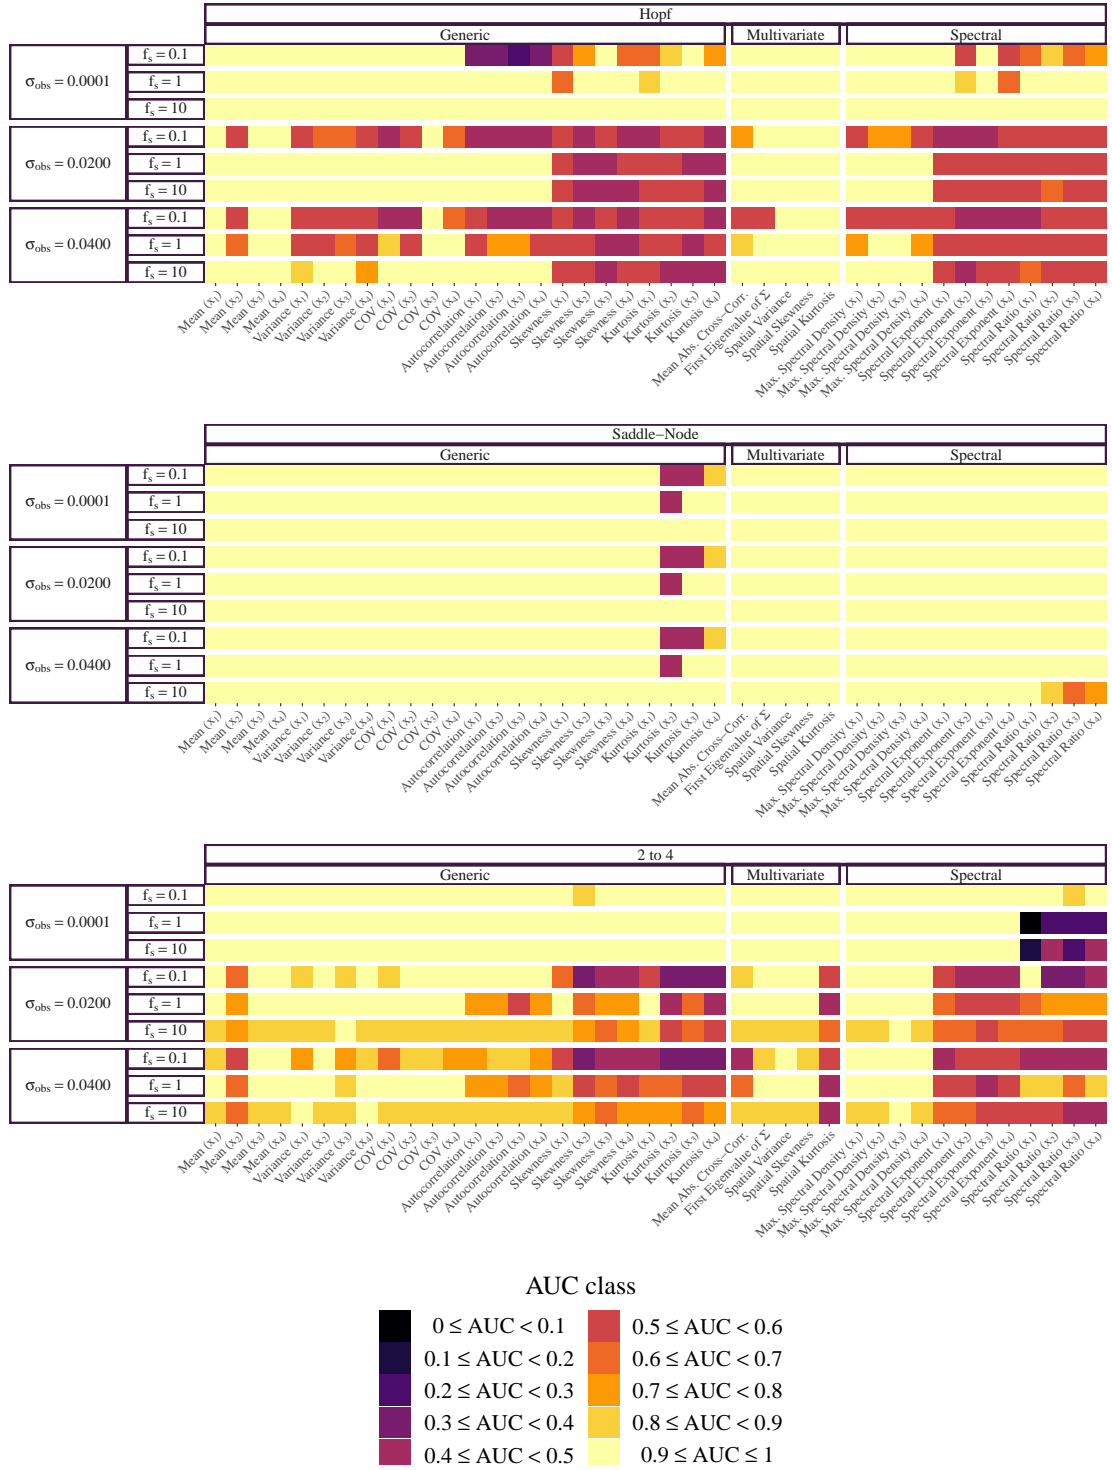 Hopf
Generic
Multivariate
Spectral
σobs = 0.0001
fs = 0.1
fs = 1
fs = 10
σobs = 0.0200
fs = 0.1
fs = 1
fs = 10
σobs = 0.0400
fs = 0.1
fs = 1
fs = 10
Mean (x1)
Mean (x2)
Mean (x3)
Mean (x4)
Variance (x1)
Variance (x2)
Variance (x3)
Variance (x4)
COV (x1)
COV (x2)
COV (x3)
COV (x4)
Autocorrelation (x1)
Autocorrelation (x2)
Autocorrelation (x3)
Autocorrelation (x4)
Skewness (x1)
Skewness (x2)
Skewness (x3)
Skewness (x4)
Kurtosis (x1)
Kurtosis (x2)
Kurtosis (x3)
Kurtosis (x4)
Mean Abs. Cross−Corr.
First Eigenvalue of Σ
Spatial Variance
Spatial Skewness
Spatial Kurtosis
Max. Spectral Density (x1)
Max. Spectral Density (x2)
Max. Spectral Density (x3)
Max. Spectral Density (x4)
Spectral Exponent (x1)
Spectral Exponent (x2)
Spectral Exponent (x3)
Spectral Exponent (x4)
Spectral Ratio (x1)
Spectral Ratio (x2)
Spectral Ratio (x3)
Spectral Ratio (x4)
Saddle−Node
Generic
Multivariate
Spectral
σobs = 0.0001
fs = 0.1
fs = 1
fs = 10
σobs = 0.0200
fs = 0.1
fs = 1
fs = 10
σobs = 0.0400
fs = 0.1
fs = 1
fs = 10
Mean (x1)
Mean (x2)
Mean (x3)
Mean (x4)
Variance (x1)
Variance (x2)
Variance (x3)
Variance (x4)
COV (x1)
COV (x2)
COV (x3)
COV (x4)
Autocorrelation (x1)
Autocorrelation (x2)
Autocorrelation (x3)
Autocorrelation (x4)
Skewness (x1)
Skewness (x2)
Skewness (x3)
Skewness (x4)
Kurtosis (x1)
Kurtosis (x2)
Kurtosis (x3)
Kurtosis (x4)
Mean Abs. Cross−Corr.
First Eigenvalue of Σ
Spatial Variance
Spatial Skewness
Spatial Kurtosis
Max. Spectral Density (x1)
Max. Spectral Density (x2)
Max. Spectral Density (x3)
Max. Spectral Density (x4)
Spectral Exponent (x1)
Spectral Exponent (x2)
Spectral Exponent (x3)
Spectral Exponent (x4)
Spectral Ratio (x1)
Spectral Ratio (x2)
Spectral Ratio (x3)
Spectral Ratio (x4)
2 to 4
Generic
Multivariate
Spectral
σobs = 0.0001
fs = 0.1
fs = 1
fs = 10
σobs = 0.0200
fs = 0.1
fs = 1
fs = 10
σobs = 0.0400
fs = 0.1
fs = 1
fs = 10
Mean (x1)
Mean (x2)
Mean (x3)
Mean (x4)
Variance (x1)
Variance (x2)
Variance (x3)
Variance (x4)
COV (x1)
COV (x2)
COV (x3)
COV (x4)
Autocorrelation (x1)
Autocorrelation (x2)
Autocorrelation (x3)
Autocorrelation (x4)
Skewness (x1)
Skewness (x2)
Skewness (x3)
Skewness (x4)
Kurtosis (x1)
Kurtosis (x2)
Kurtosis (x3)
Kurtosis (x4)
Mean Abs. Cross−Corr.
First Eigenvalue of Σ
Spatial Variance
Spatial Skewness
Spatial Kurtosis
Max. Spectral Density (x1)
Max. Spectral Density (x2)
Max. Spectral Density (x3)
Max. Spectral Density (x4)
Spectral Exponent (x1)
Spectral Exponent (x2)
Spectral Exponent (x3)
Spectral Exponent (x4)
Spectral Ratio (x1)
Spectral Ratio (x2)
Spectral Ratio (x3)
Spectral Ratio (x4)
AUC class
0 ≤ AUC < 0.1
0.1 ≤ AUC < 0.2
0.2 ≤ AUC < 0.3
0.3 ≤ AUC < 0.4
0.4 ≤ AUC < 0.5
0.5 ≤ AUC < 0.6
0.6 ≤ AUC < 0.7
0.7 ≤ AUC < 0.8
0.8 ≤ AUC < 0.9
0.9 ≤ AUC ≤ 1